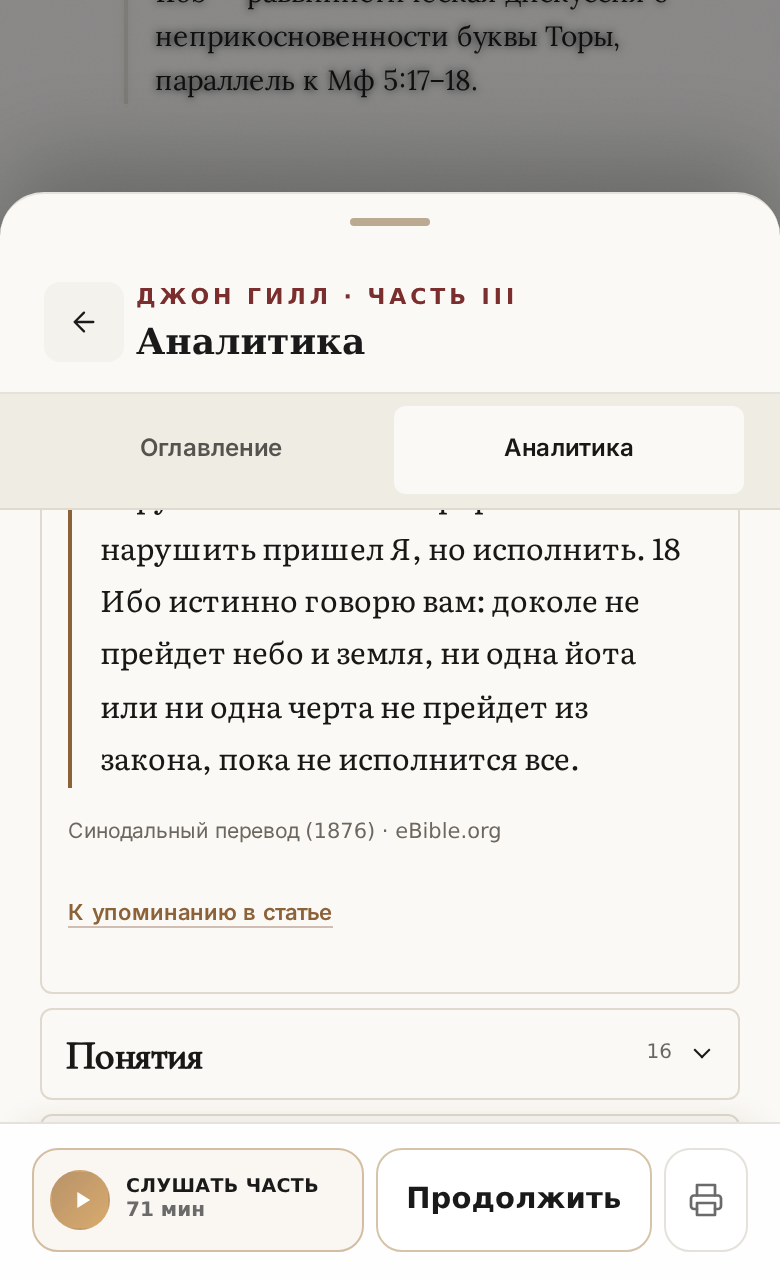 неприкосновенности буквы Торы,
параллель к Мф 5:17–18.
ДЖОН ГИЛЛ · ЧАСТЬ III
Аналитика
Оглавление
Аналитика
нарушить пришел Я, но исполнить. 18
Ибо истинно говорю вам: доколе не
прейдет небо и земля, ни одна йота
или ни одна черта не прейдет из
закона, пока не исполнится все.
Синодальный перевод (1876) · eBible.org
К упоминанию в статье
Понятия
16
СЛУШАТЬ ЧАСТЬ
71 мин
Продолжить